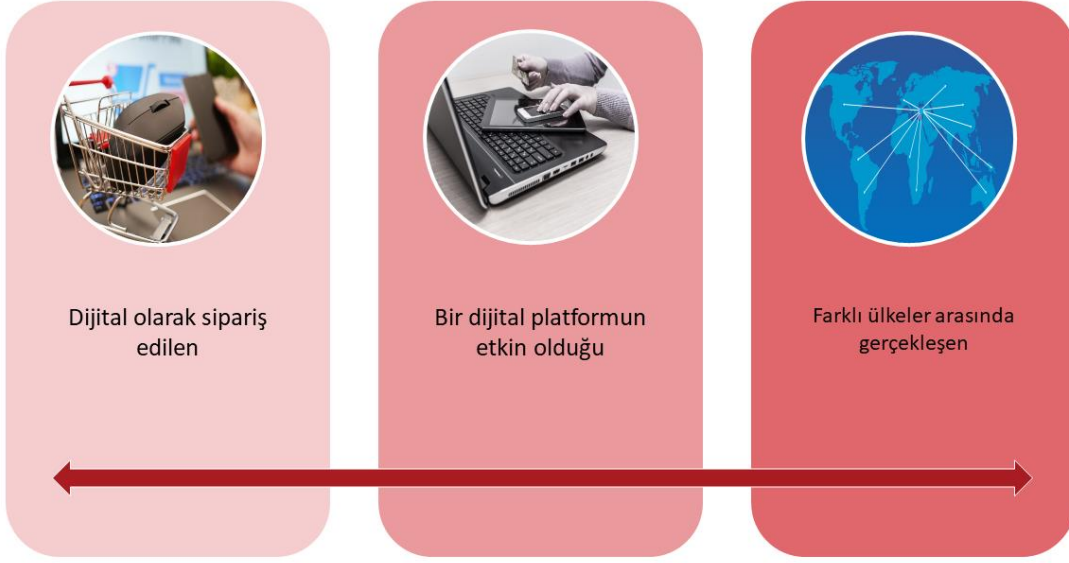 Dijital olarak sipariş
edilen
Bir dijital platformun
etkin olduğu
Farklı ülkeler arasında
gerçekleşen